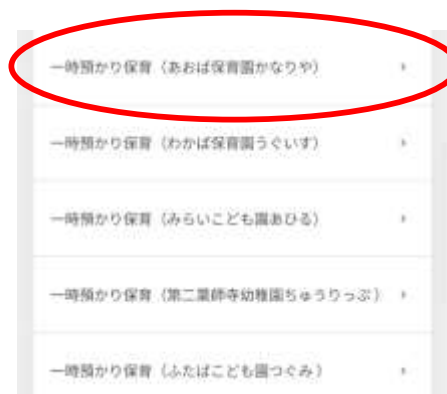 一時預かり保育（あおば保育園かなりや）
一時預かり保育（わかば保育園うぐいす）
一時預かり保育（みらいこども園あひる）
一時預かり保育（第二薬師寺幼稚園ちゅうりっぷ）
一時預かり保育（ふたばこども園つぐみ）